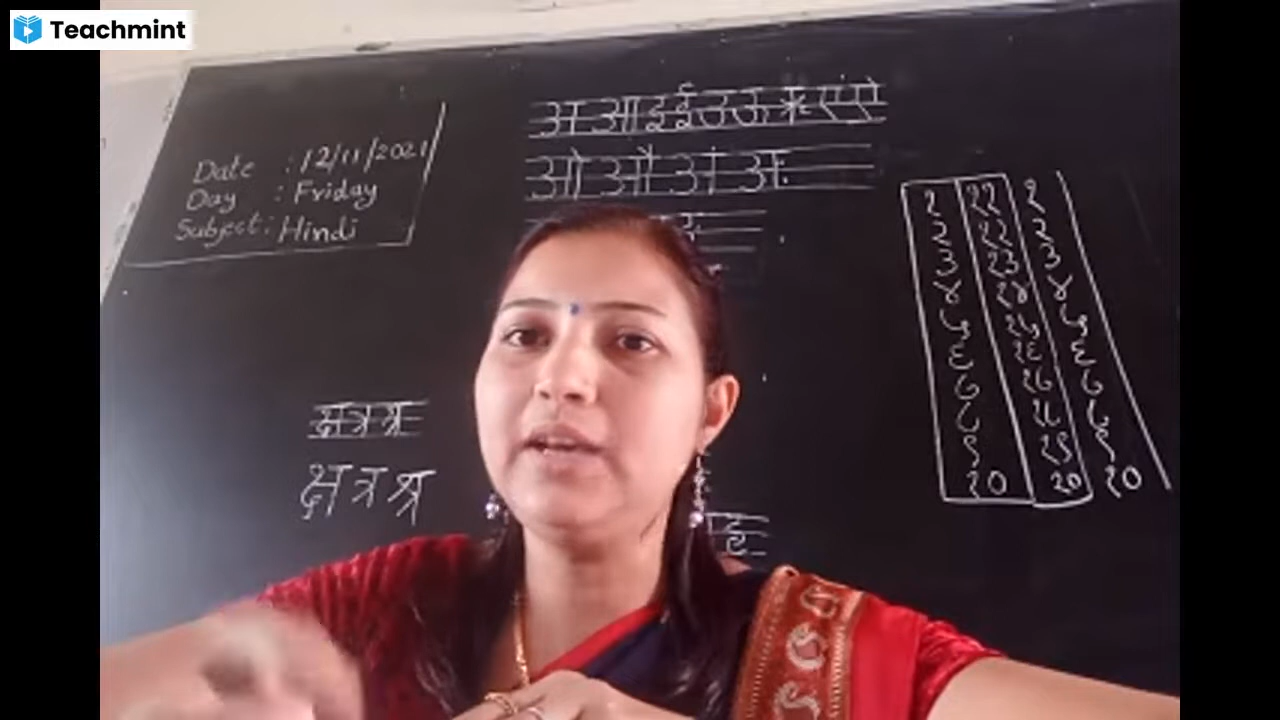 Teachmint
Date : 12/11/2021
Day : Friday
Subject : Hindi
अ आ इ ई उ ऊ ऋ ए ऐ
ओ औ अं अः
क्ष त्र श्र
क्ष त्र श्र
ह
१ ११ १
२ १२ २
३ १३ ३
४ १४ ४
५ १५ ५
६ १६ ६
७ १७ ७
८ १८ ८
९ १९ ९
१० २० १०